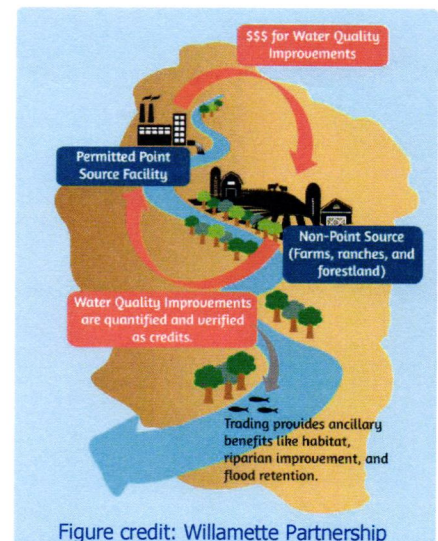 $$$ for Water Quality
Improvements
Permitted Point
Source Facility
Non-Point Source
(Farms, ranches, and
forestland)
Water Quality Improvements
are quantified and verified
as credits.
Trading provides ancillary
benefits like habitat,
riparian improvement, and
flood retention.
Figure credit: Willamette Partnership